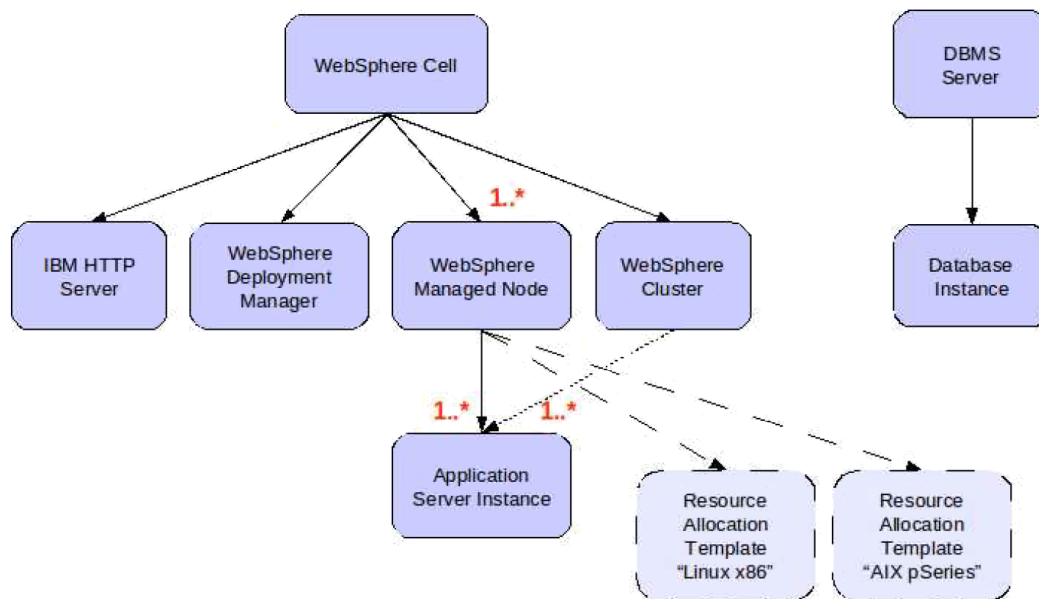 WebSphere Cell
DBMS
Server
1..*
IBM HTTP
Server
WebSphere
Deployment
Manager
WebSphere
Managed Node
WebSphere
Cluster
Database
Instance
1..*
1..*
Application
Server Instance
Resource
Allocation
Template
“Linux x86”
Resource
Allocation
Template
“AIX pSeries”